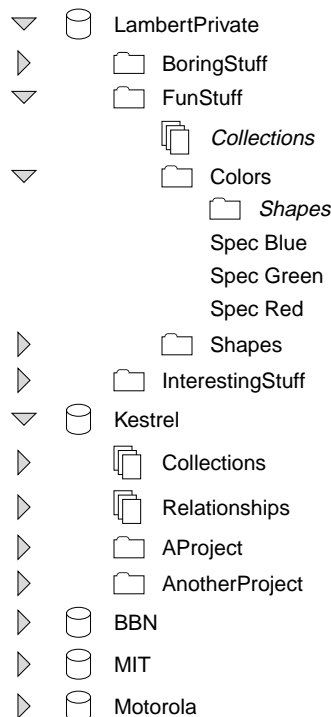 LambertPrivate
BoringStuff
FunStuff
Collections
Colors
Shapes
Spec Blue
Spec Green
Spec Red
Shapes
InterestingStuff
Kestrel
Collections
Relationships
AProject
AnotherProject
BBN
MIT
Motorola